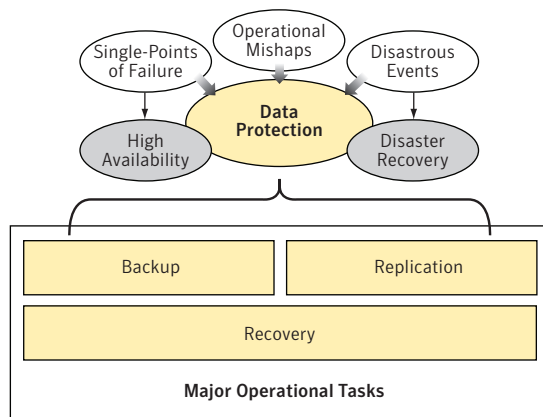 Single-Points
of Failure
Operational
Mishaps
Disastrous
Events
Data
Protection
High
Availability
Disaster
Recovery
Backup
Replication
Recovery
Major Operational Tasks